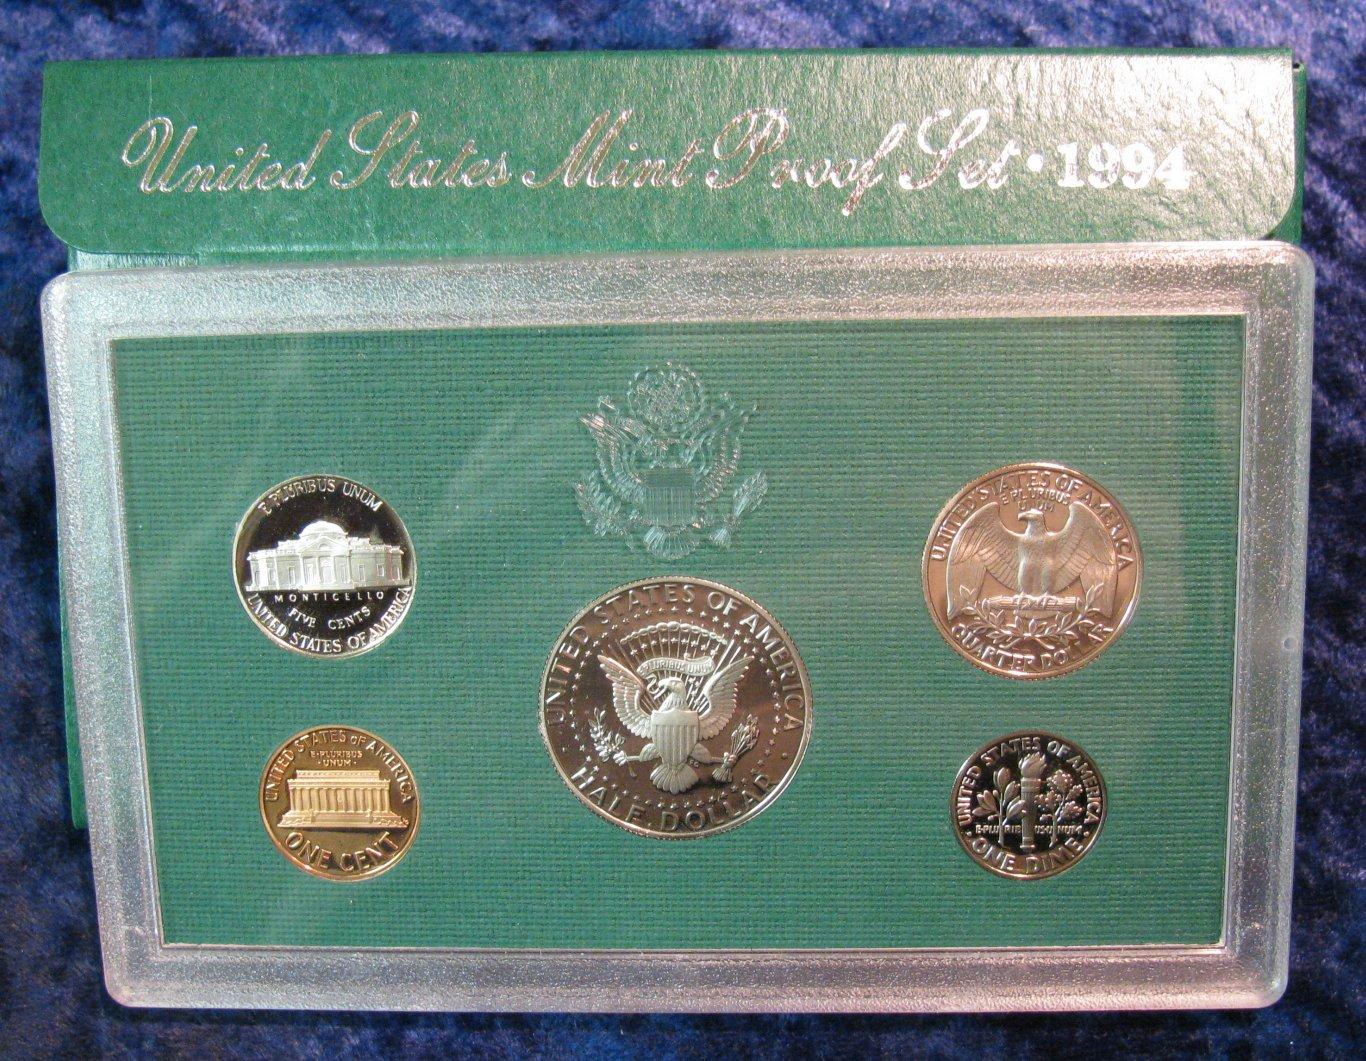 United States Mint Proof Set • 1994
E PLURIBUS UNUM
MONTICELLO
FIVE CENTS
UNITED STATES OF AMERICA
UNITED STATES OF AMERICA
E PLURIBUS
UNUM
QUARTER DOLLAR
UNITED STATES OF AMERICA
E PLURIBUS UNUM
HALF DOLLAR
UNITED STATES OF AMERICA
E·PLURIBUS
·UNUM·
ONE CENT
UNITED STATES OF AMERICA
E·PLURIBUS·UNUM·
·ONE DIME·